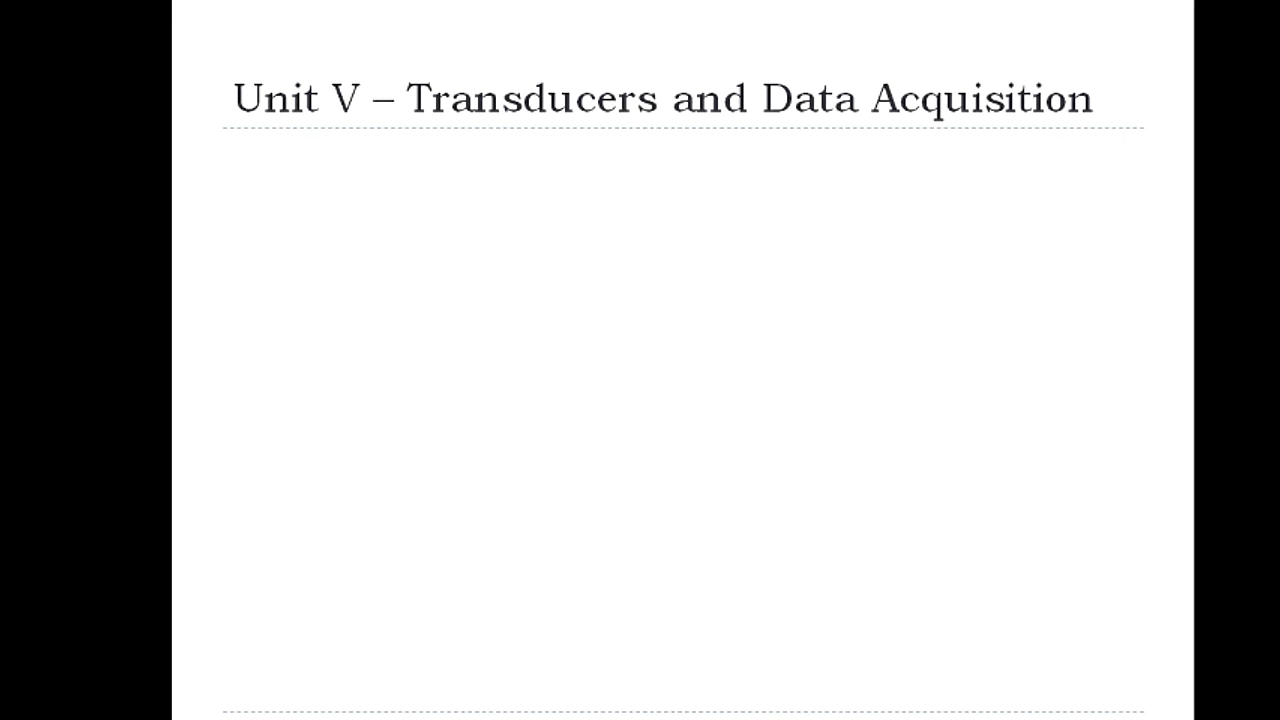 Unit V – Transducers and Data Acquisition